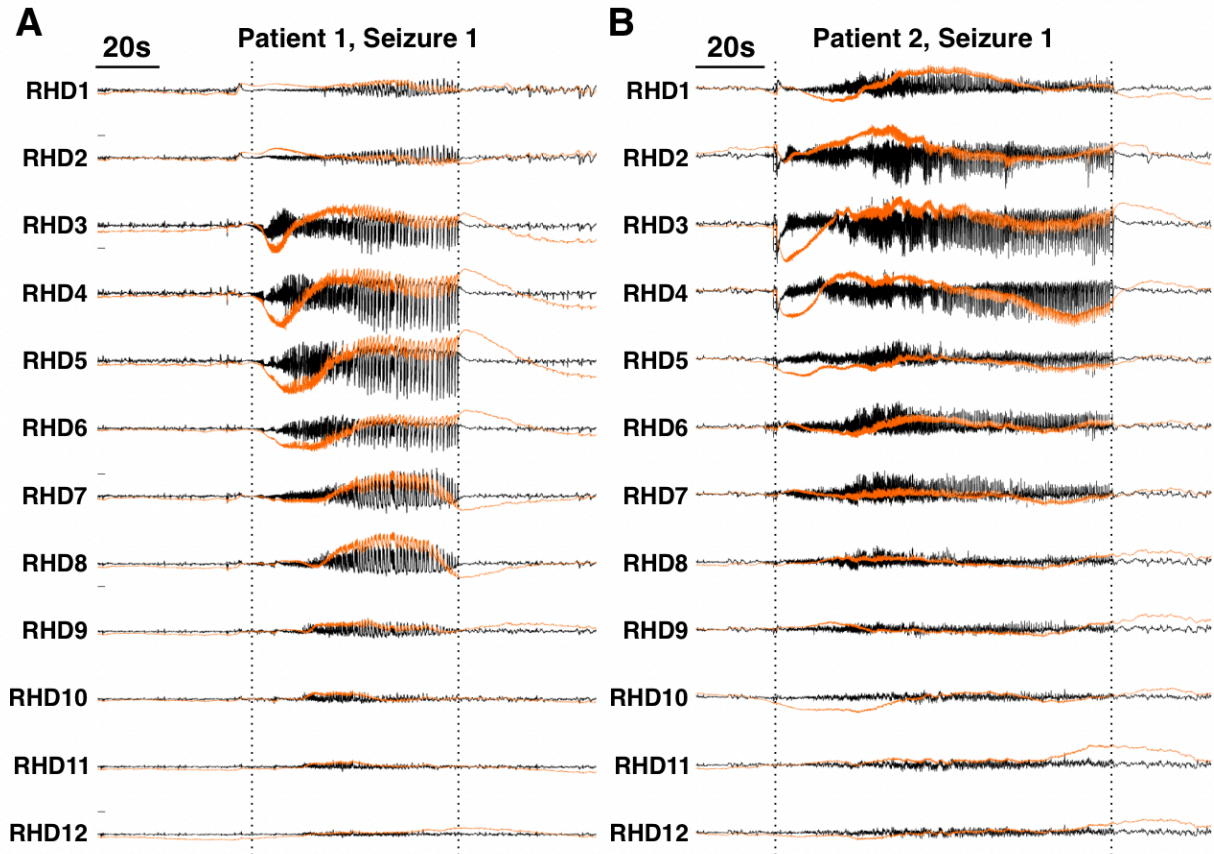 A
Patient 1, Seizure 1
20s
RHD1
RHD2
RHD3
RHD4
RHD5
RHD6
RHD7
RHD8
RHD9
RHD10
RHD11
RHD12
B
Patient 2, Seizure 1
20s
RHD1
RHD2
RHD3
RHD4
RHD5
RHD6
RHD7
RHD8
RHD9
RHD10
RHD11
RHD12